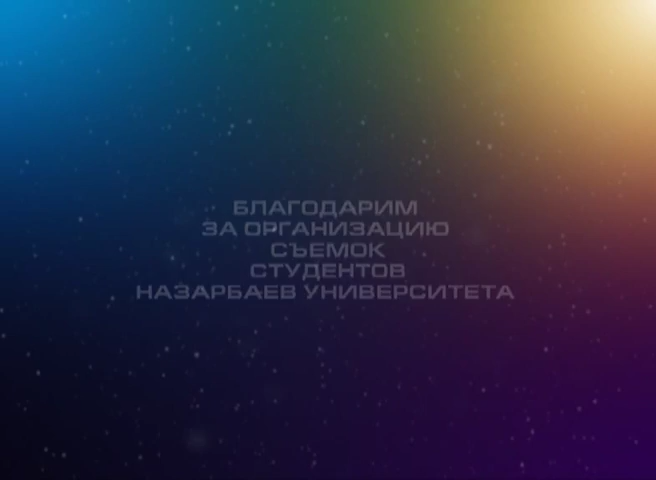 БЛАГОДАРИМ
ЗА ОРГАНИЗАЦИЮ
СЪЕМОК
СТУДЕНТОВ
НАЗАРБАЕВ УНИВЕРСИТЕТА